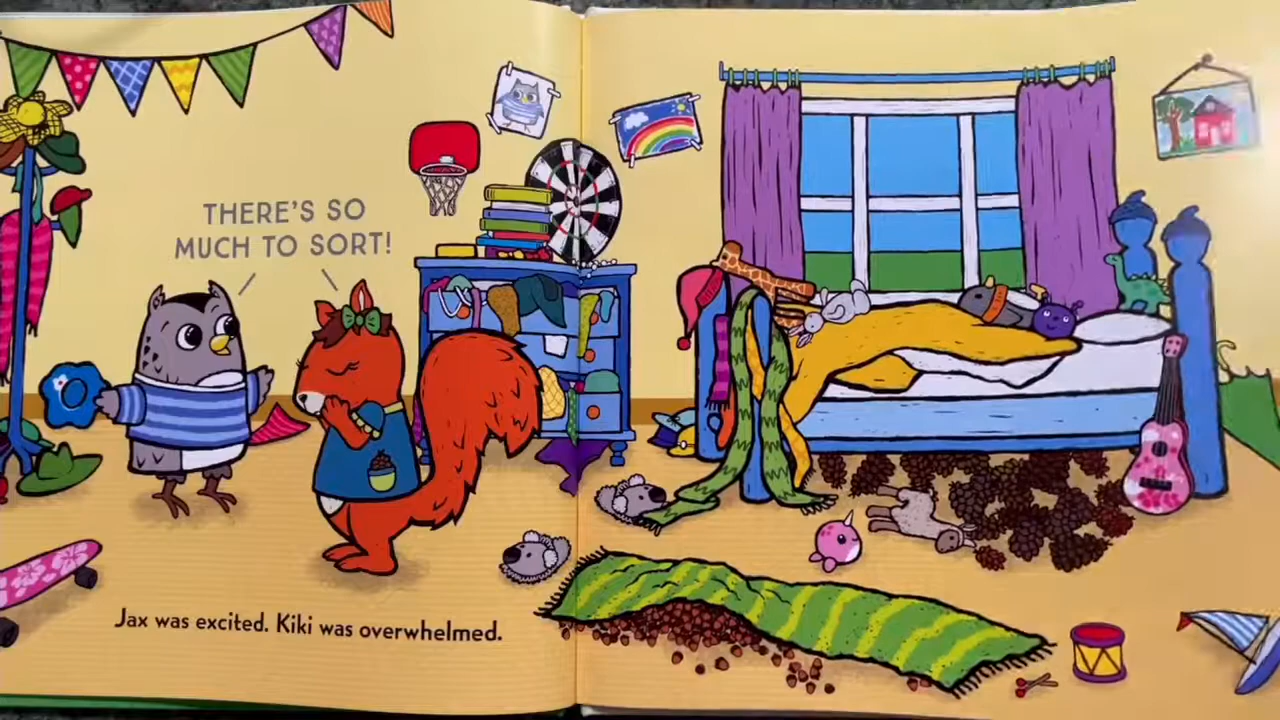 THERE'S SO
MUCH TO SORT!
Jax was excited. Kiki was overwhelmed.